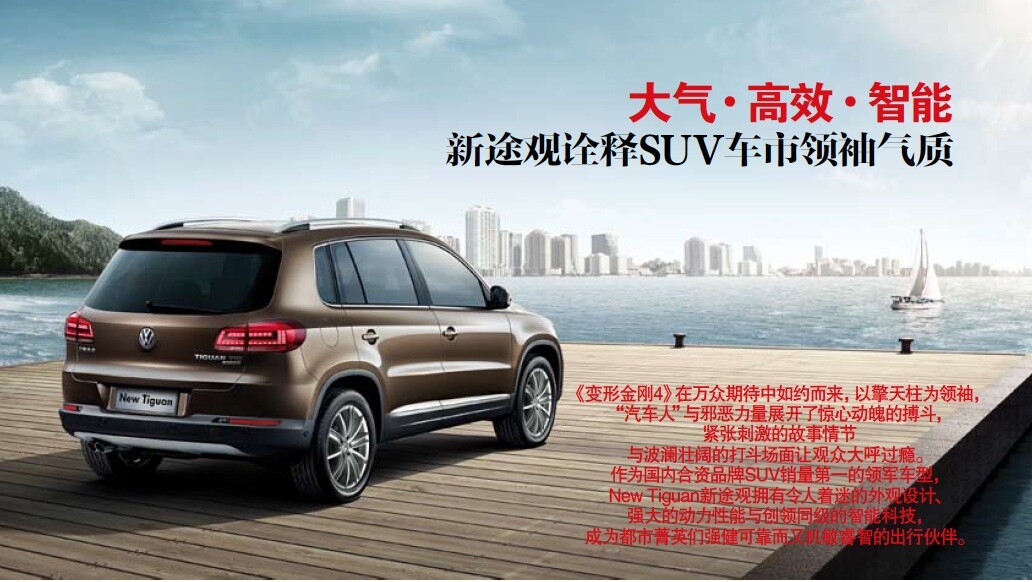 大气·高效·智能
新途观诠释SUV车市领袖气质
TIGUAN
New Tiguan
《变形金刚4》在万众期待中如约而来，以擎天柱为领袖，
“汽车人”与邪恶力量展开了惊心动魄的搏斗，
紧张刺激的故事情节
与波澜壮阔的打斗场面让观众大呼过瘾。
作为国内合资品牌SUV销量第一的领军车型，
New Tiguan新途观拥有令人着迷的外观设计、
强大的动力性能与创领同级的智能科技，
成为都市菁英们强健可靠而又机敏睿智的出行伙伴。